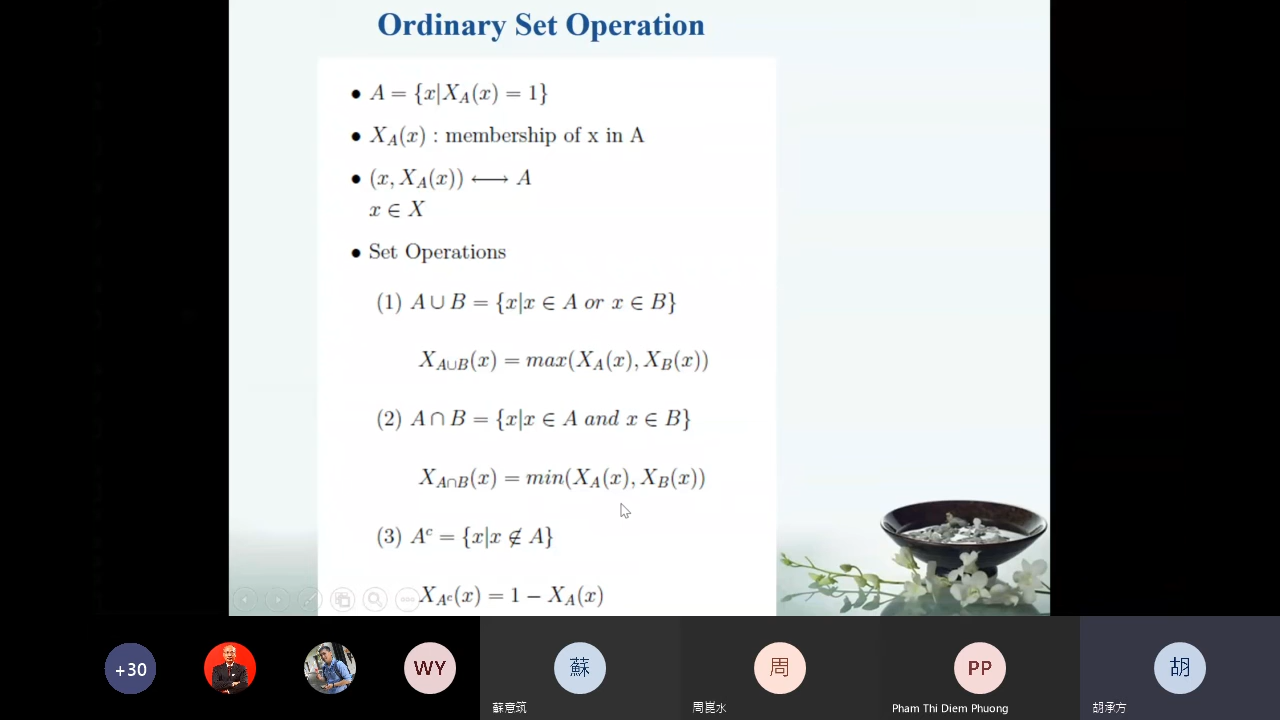 Ordinary Set Operation
• A = {x|X_A(x) = 1}
• X_A(x) : membership of x in A
• (x, X_A(x)) ⟷ A
x ∈ X
• Set Operations
(1) A ∪ B = {x|x ∈ A or x ∈ B}
X_{A∪B}(x) = max(X_A(x), X_B(x))
(2) A ∩ B = {x|x ∈ A and x ∈ B}
X_{A∩B}(x) = min(X_A(x), X_B(x))
(3) A^c = {x|x ∉ A}
X_{A^c}(x) = 1 − X_A(x)
+30
WY
蘇
周
PP
胡
蘇意筑
周崑水
Pham Thi Diem Phuong
胡承方